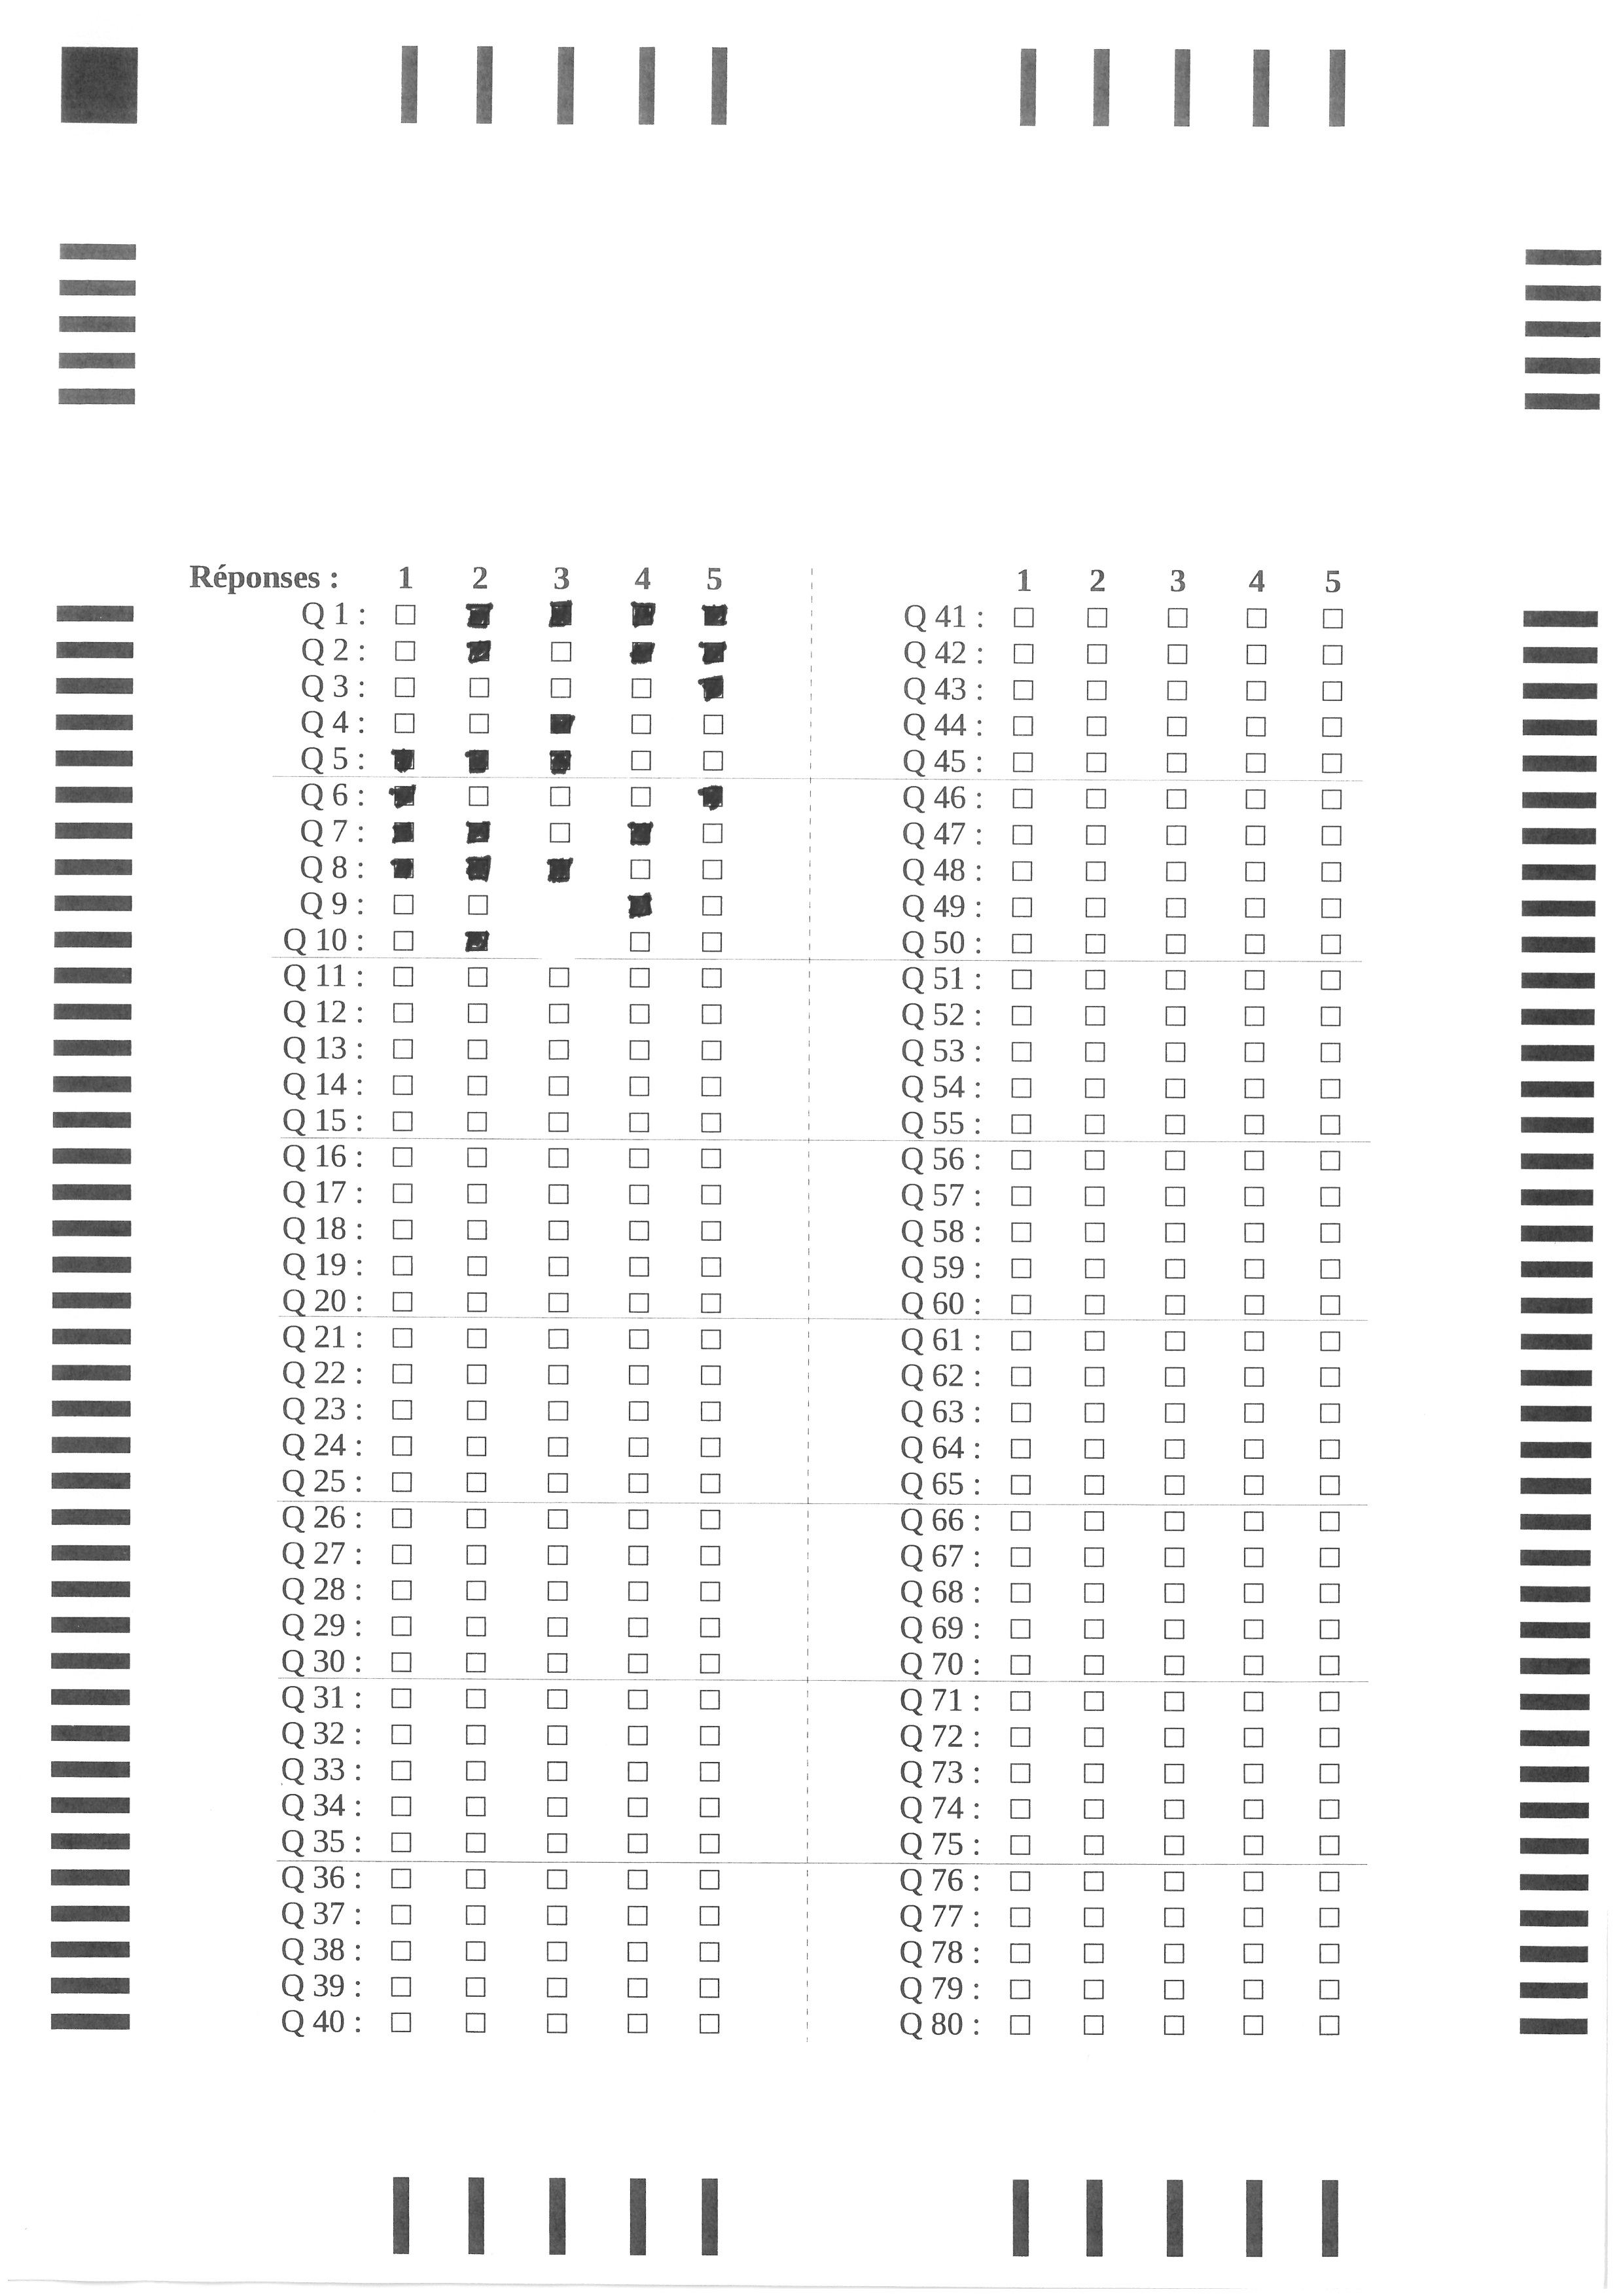 Réponses : 1 2 3 4 5 1 2 3 4 5
Q 1 : Q 41 :
Q 2 : Q 42 :
Q 3 : Q 43 :
Q 4 : Q 44 :
Q 5 : Q 45 :
Q 6 : Q 46 :
Q 7 : Q 47 :
Q 8 : Q 48 :
Q 9 : Q 49 :
Q 10 : Q 50 :
Q 11 : Q 51 :
Q 12 : Q 52 :
Q 13 : Q 53 :
Q 14 : Q 54 :
Q 15 : Q 55 :
Q 16 : Q 56 :
Q 17 : Q 57 :
Q 18 : Q 58 :
Q 19 : Q 59 :
Q 20 : Q 60 :
Q 21 : Q 61 :
Q 22 : Q 62 :
Q 23 : Q 63 :
Q 24 : Q 64 :
Q 25 : Q 65 :
Q 26 : Q 66 :
Q 27 : Q 67 :
Q 28 : Q 68 :
Q 29 : Q 69 :
Q 30 : Q 70 :
Q 31 : Q 71 :
Q 32 : Q 72 :
Q 33 : Q 73 :
Q 34 : Q 74 :
Q 35 : Q 75 :
Q 36 : Q 76 :
Q 37 : Q 77 :
Q 38 : Q 78 :
Q 39 : Q 79 :
Q 40 : Q 80 :